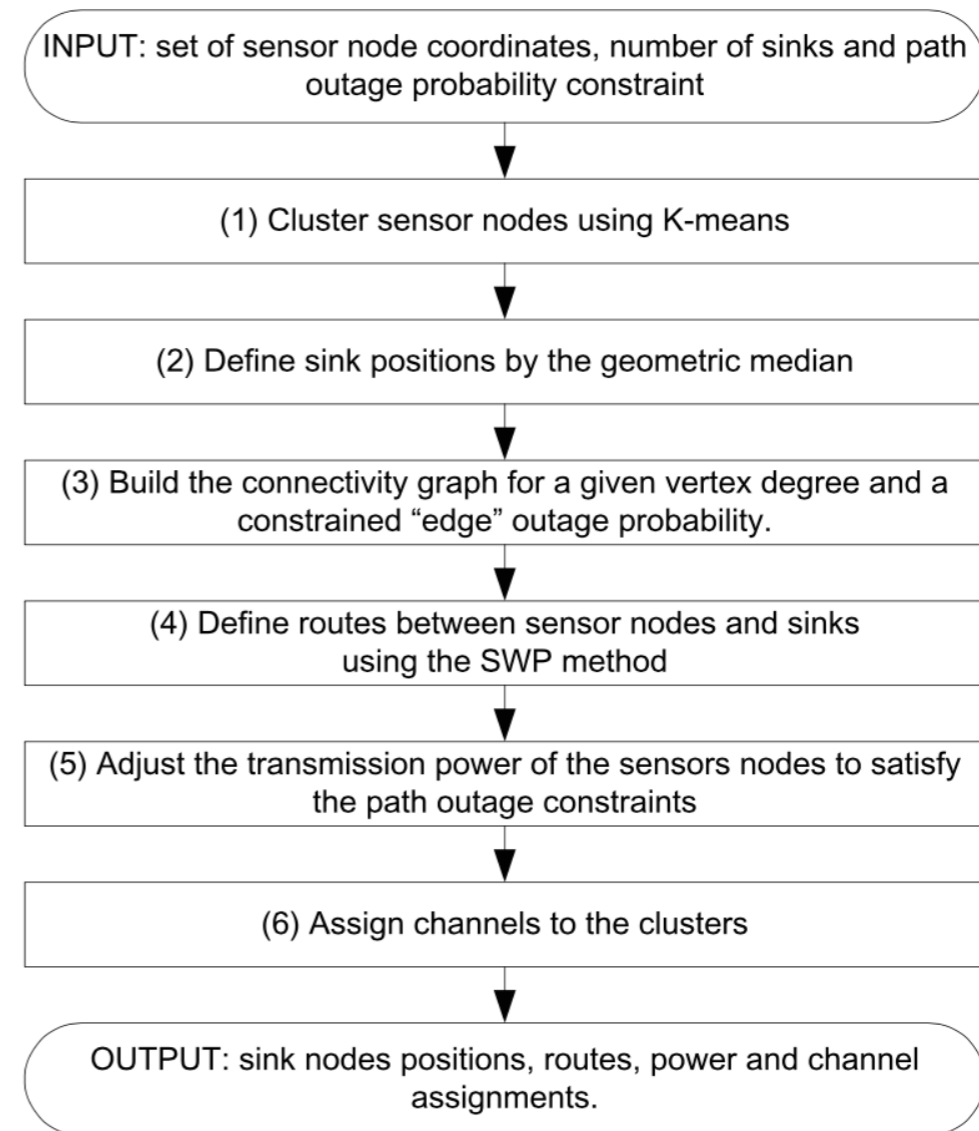 INPUT: set of sensor node coordinates, number of sinks and path
outage probability constraint
(1) Cluster sensor nodes using K-means
(2) Define sink positions by the geometric median
(3) Build the connectivity graph for a given vertex degree and a
constrained “edge” outage probability.
(4) Define routes between sensor nodes and sinks
using the SWP method
(5) Adjust the transmission power of the sensors nodes to satisfy
the path outage constraints
(6) Assign channels to the clusters
OUTPUT: sink nodes positions, routes, power and channel
assignments.